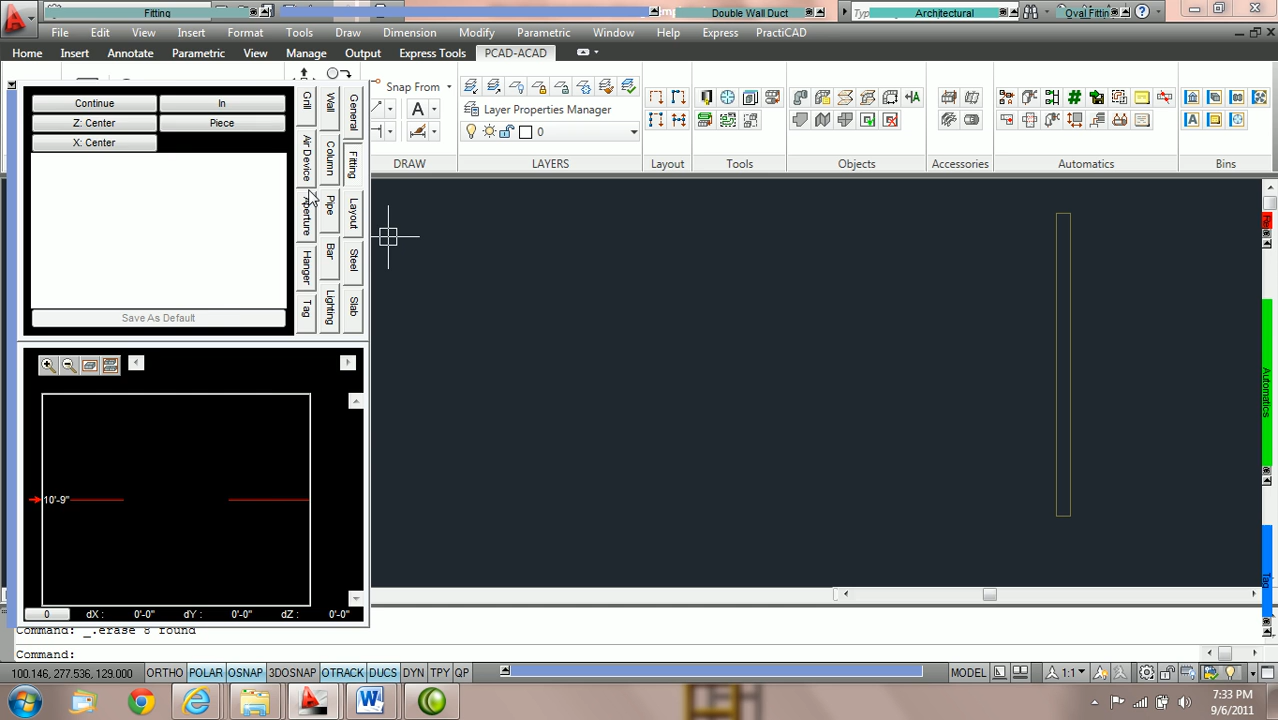 Fitting
Double Wall Duct
Typ
Architectural
Oval Fittin
File Edit View Insert Format Tools Draw Dimension Modify Parametric Window Help Express PractiCAD
Home Insert Annotate Parametric View Manage Output Express Tools PCAD-ACAD
Snap From
Layer Properties Manager
0
DRAW LAYERS Layout Tools Objects Accessories Automatics Bins
Continue In
Z: Center Piece
X: Center
Save As Default
Grill Wall General
Air Device Column Fitting
Aperture Pipe Layout
Hanger Bar Steel
Tag Lighting Slab
10'-9"
0 dX : 0'-0" dY : 0'-0" dZ : 0'-0"
Automatics
Tag
Command: _.erase 8 found
Command:
100.146, 277.536, 129.000 ORTHO POLAR OSNAP 3DOSNAP OTRACK DUCS DYN TPY QP MODEL 1:1
7:33 PM
9/6/2011